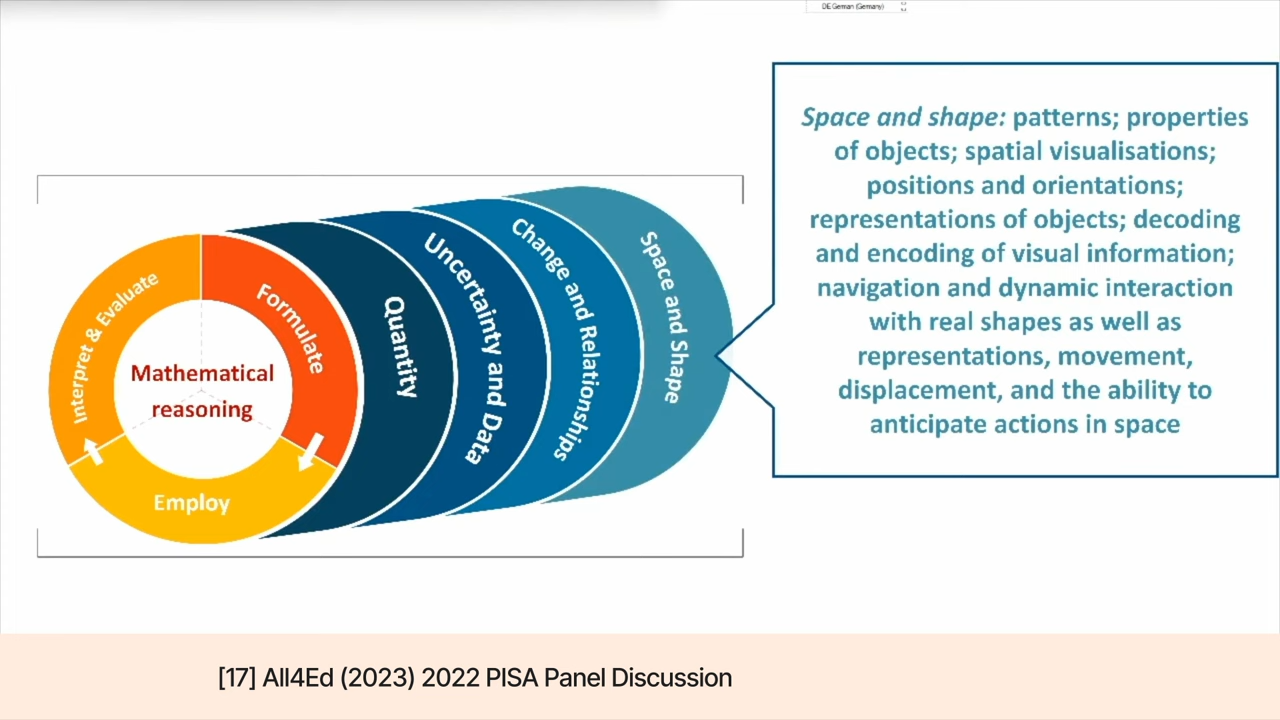 DE German (Germany)
Space and shape: patterns; properties
of objects; spatial visualisations;
positions and orientations;
representations of objects; decoding
and encoding of visual information;
navigation and dynamic interaction
with real shapes as well as
representations, movement,
displacement, and the ability to
anticipate actions in space
Interpret & Evaluate
Formulate
Employ
Mathematical
reasoning
Quantity
Uncertainty and Data
Change and Relationships
Space and Shape
[17] All4Ed (2023) 2022 PISA Panel Discussion